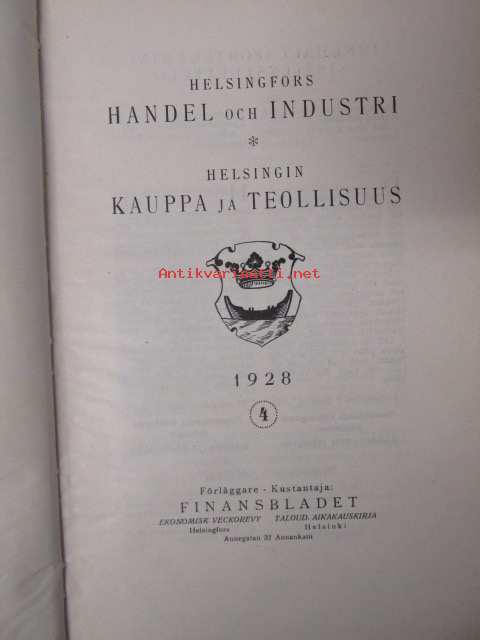 HELSINGFORS
HANDEL OCH INDUSTRI
*
HELSINGIN
KAUPPA JA TEOLLISUUS
Antikvariaatti.net
1928
4
Förläggare - Kustantaja:
FINANSBLADET
EKONOMISK VECKOREVY TALOUD. AIKAKAUSKIRJA
Helsingfors Helsinki
Annegatan 32 Annankatu